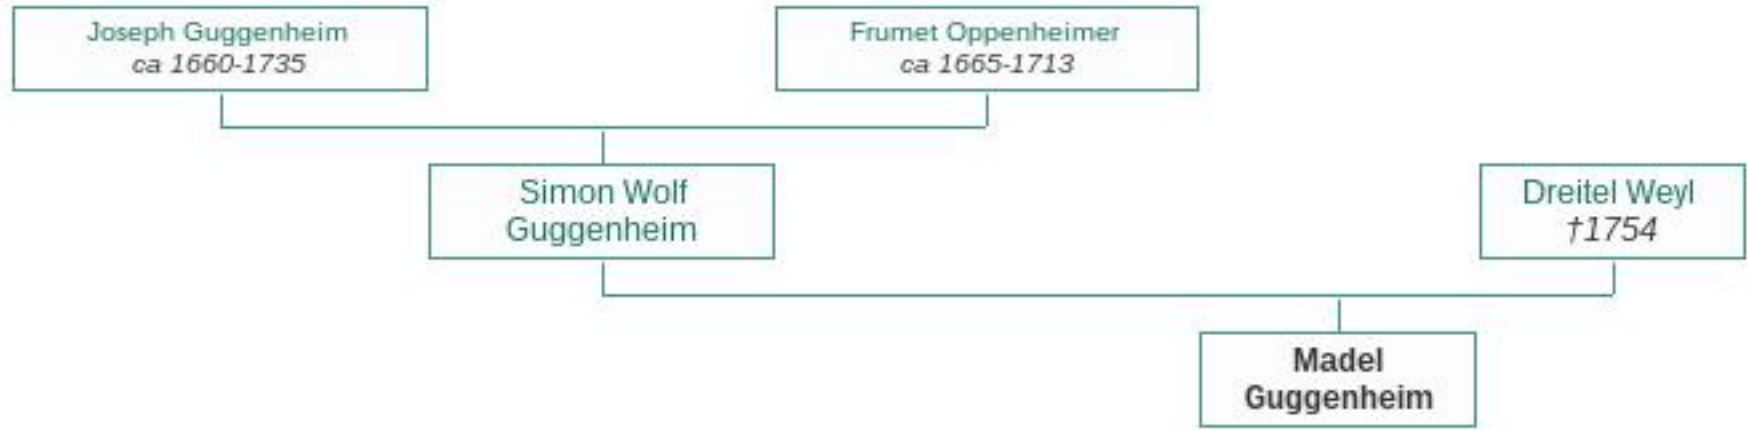 Joseph Guggenheim
ca 1660-1735
Frumet Oppenheimer
ca 1665-1713
Simon Wolf
Guggenheim
Dreitel Weyl
†1754
Madel
Guggenheim